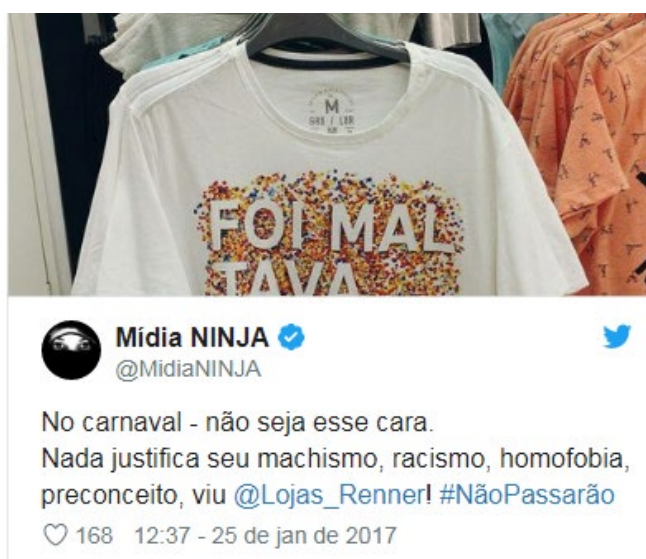 M
FOI MAL
TAVA
Mídia NINJA
@MidiaNINJA
No carnaval - não seja esse cara.
Nada justifica seu machismo, racismo, homofobia,
preconceito, viu @Lojas_Renner! #NãoPassarão
168 12:37 - 25 de jan de 2017